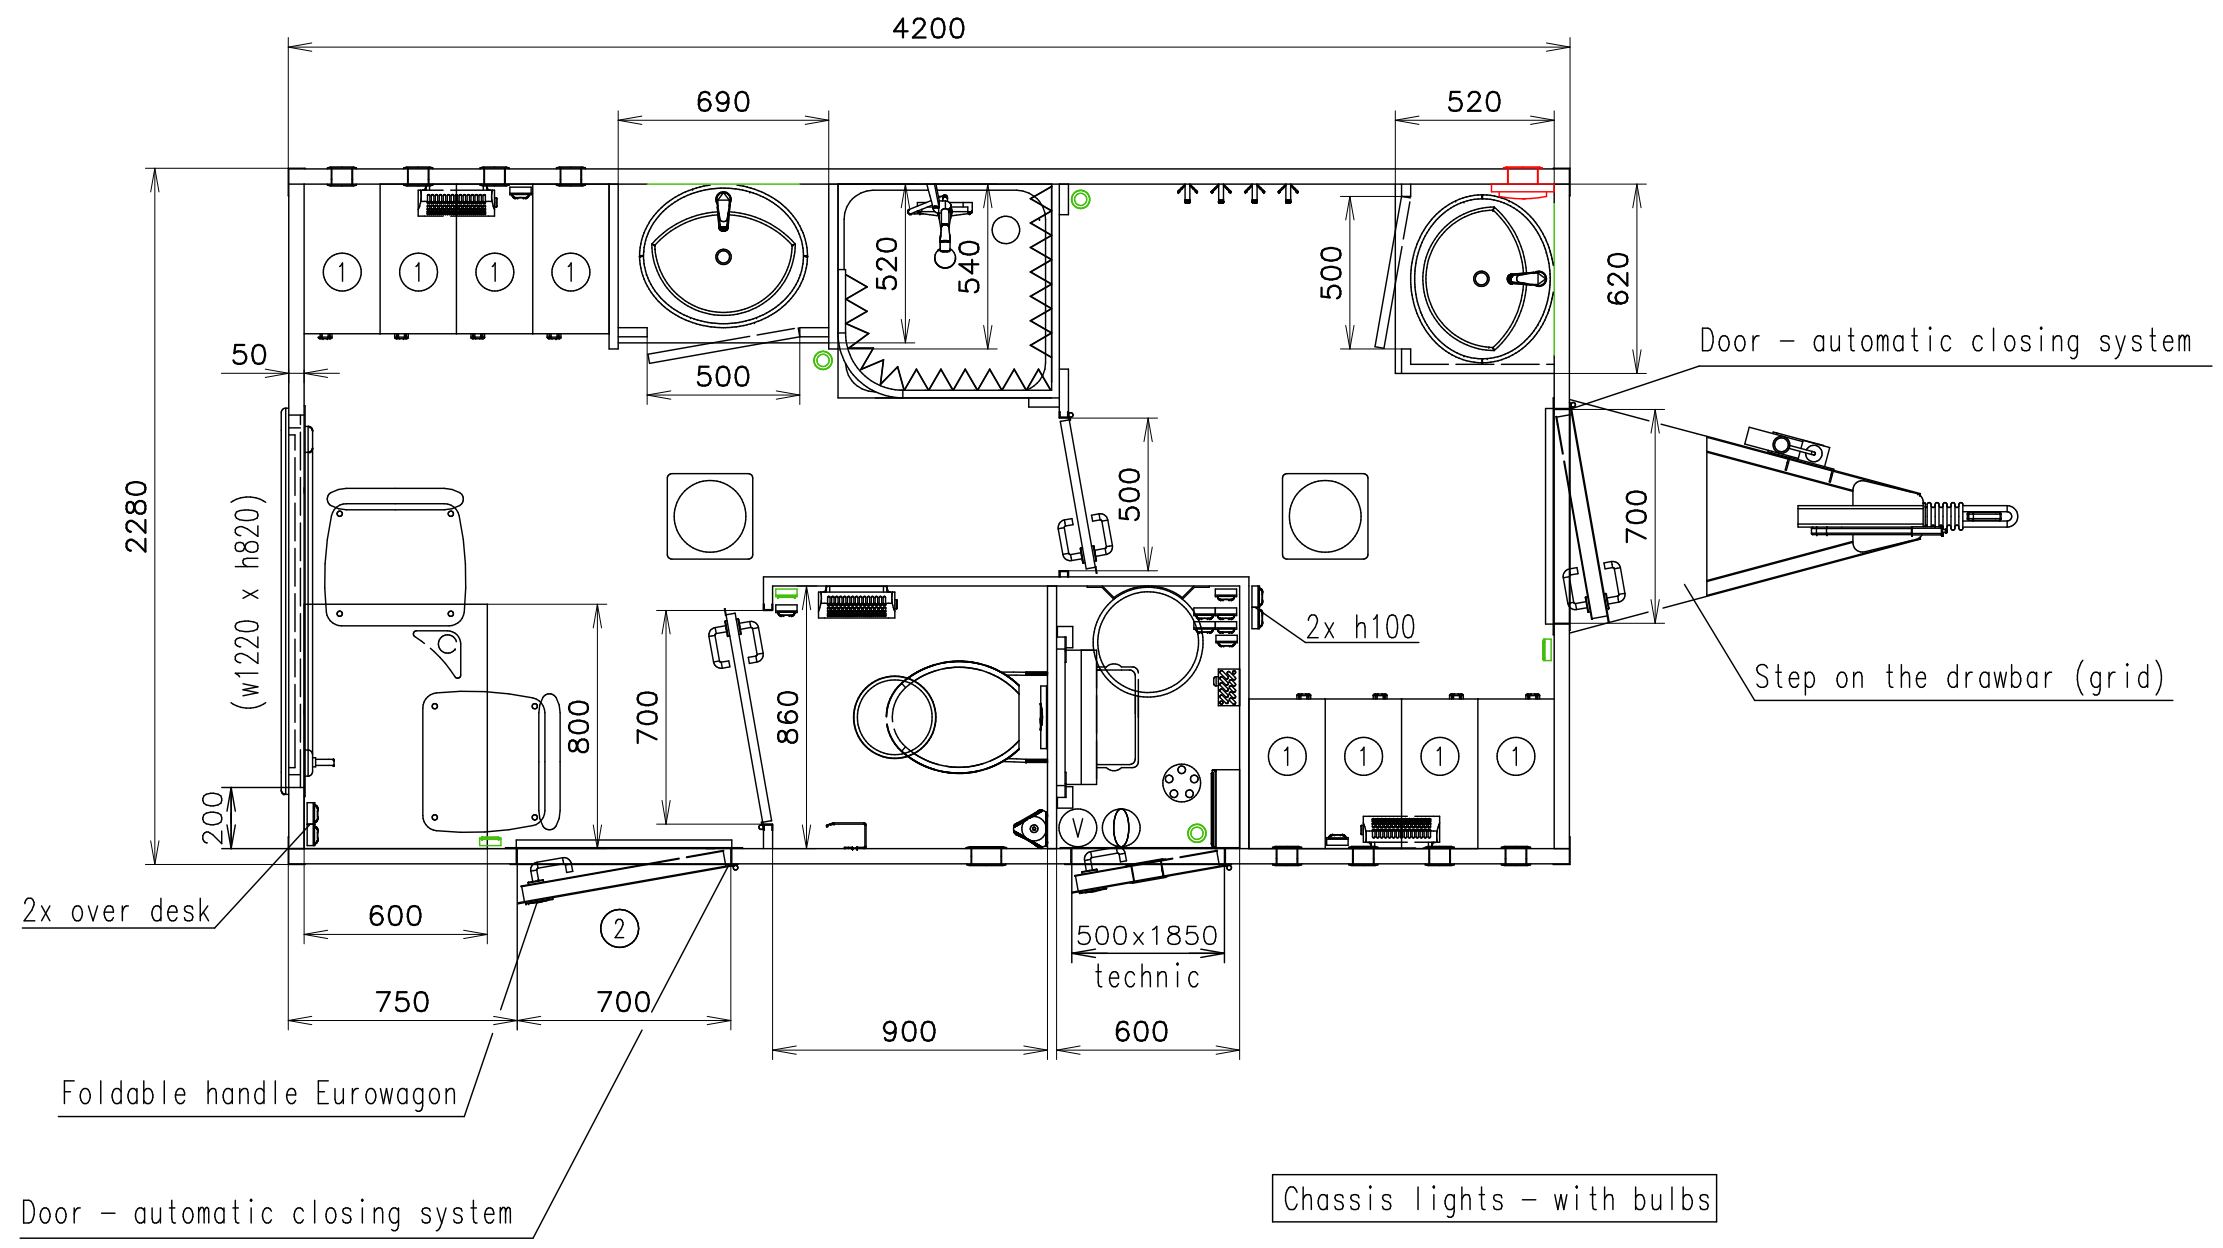 4200
690
520
1
1
1
1
520
540
500
620
Door – automatic closing system
50
500
2280
(w1220 x h820)
500
700
2x h100
Step on the drawbar (grid)
800
700
860
1
1
1
1
200
V
2x over desk
600
2
500x1850
technic
750
700
900
600
Foldable handle Eurowagon
Door – automatic closing system
Chassis lights – with bulbs